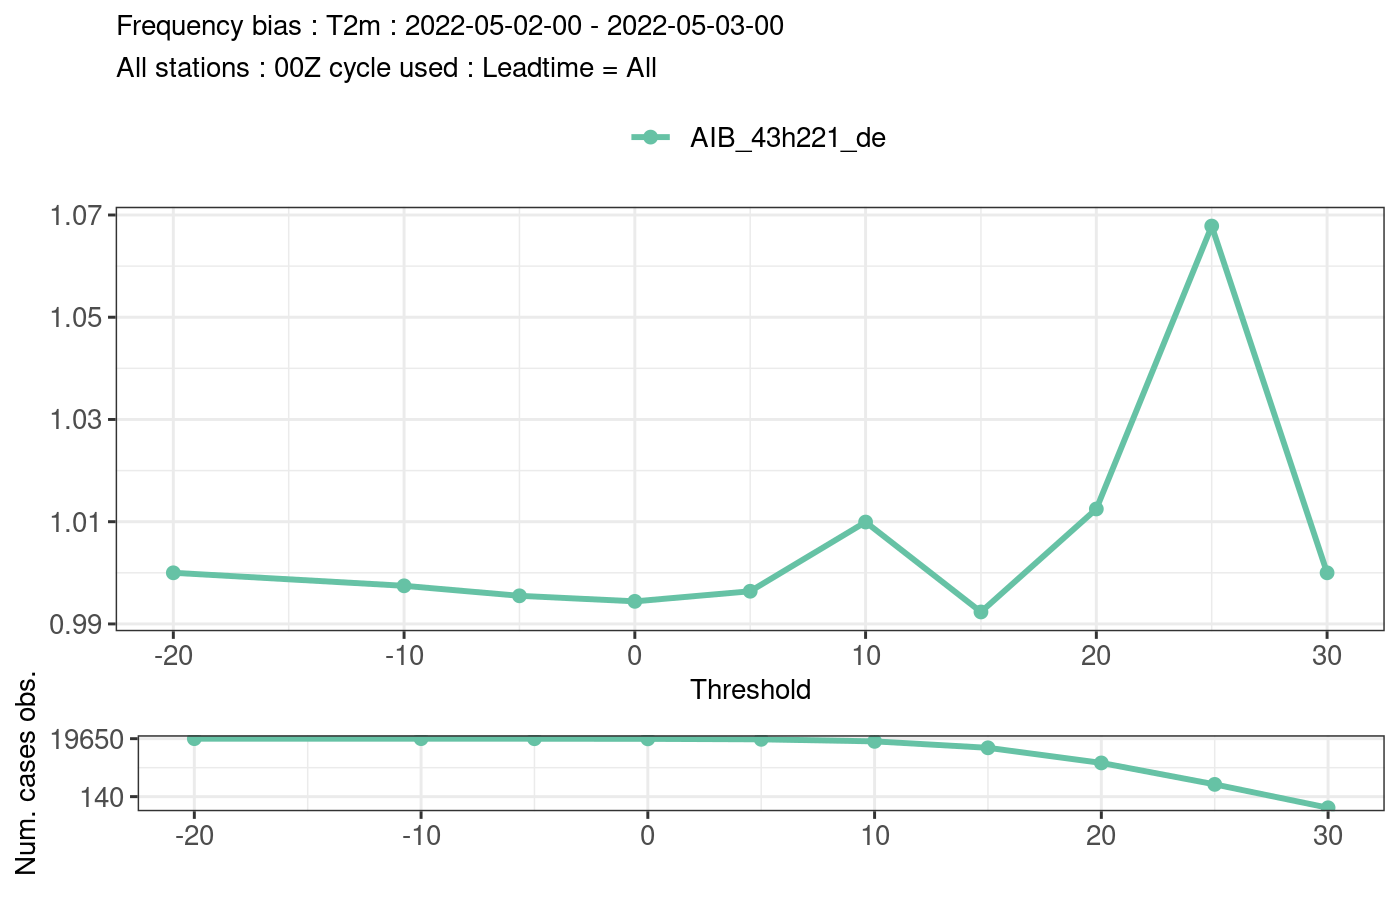 Frequency bias : T2m : 2022-05-02-00 - 2022-05-03-00
All stations : 00Z cycle used : Leadtime = All
AIB_43h221_de
1.07
1.05
1.03
1.01
0.99
-20 -10 0 10 20 30
Threshold
Num. cases obs.
19650
140
-20 -10 0 10 20 30